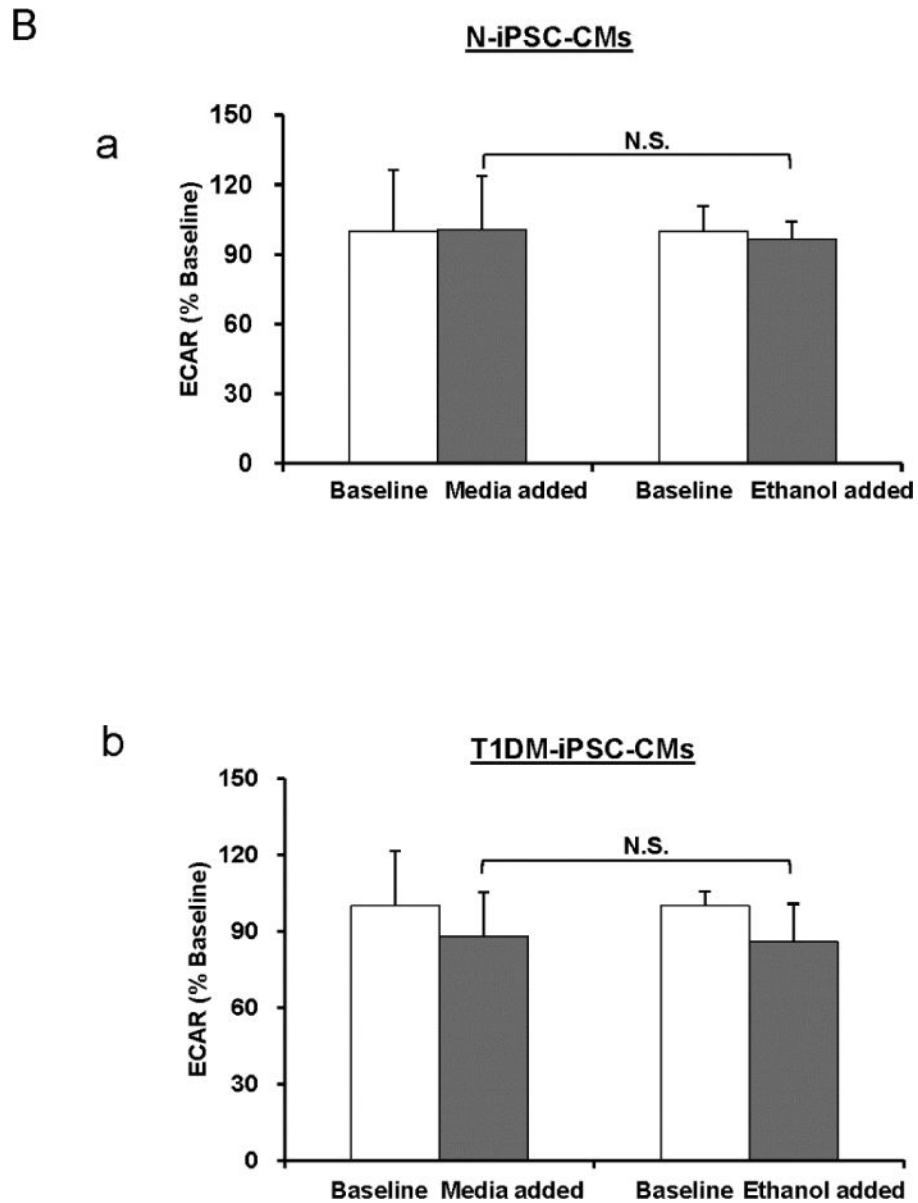 B
N-iPSC-CMs
a
150
120
90
60
30
0
ECAR (% Baseline)
N.S.
Baseline Media added Baseline Ethanol added
b
T1DM-iPSC-CMs
150
120
90
60
30
0
ECAR (% Baseline)
N.S.
Baseline Media added Baseline Ethanol added